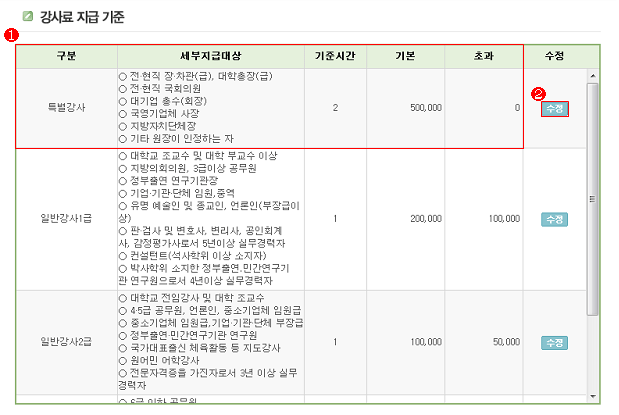 강사료 지급 기준
1
구분 세부지급대상 기준시간 기본 초과 수정
특별강사
○ 전·현직 장·차관(급), 대학총장(급)
○ 전·현직 국회의원
○ 대기업 총수(회장)
○ 국영기업체 사장
○ 지방자치단체장
○ 기타 원장이 인정하는 자
2 500,000 0
2
수정
일반강사1급
○ 대학교 조교수 및 대학 부교수 이상
○ 지방의회의원, 3급이상 공무원
○ 정부출연 연구기관장
○ 기업·기관·단체 임원,중역
○ 유명 예술인 및 종교인, 언론인(부장급이
상)
○ 판·검사 및 변호사, 변리사, 공인회계
사, 감정평가사로서 5년이상 실무경력자
○ 컨설턴트(석사학위 이상 소지자)
○ 박사학위 소지한 정부출연.민간연구기
관 연구원으로서 4년이상 실무경력자
1 200,000 100,000 수정
일반강사2급
○ 대학교 전임강사 및 대학 조교수
○ 4·5급 공무원, 언론인, 중소기업체 임원급
○ 중소기업체 임원급,기업·기관·단체 부장급
○ 정부출연·민간연구기관 연구원
○ 국가대표출신 체육활동 등 지도강사
○ 원어민 어학강사
○ 전문자격증을 가진자로서 3년 이상 실무
경력자
1 100,000 50,000 수정
○ 6급 이하 공무원